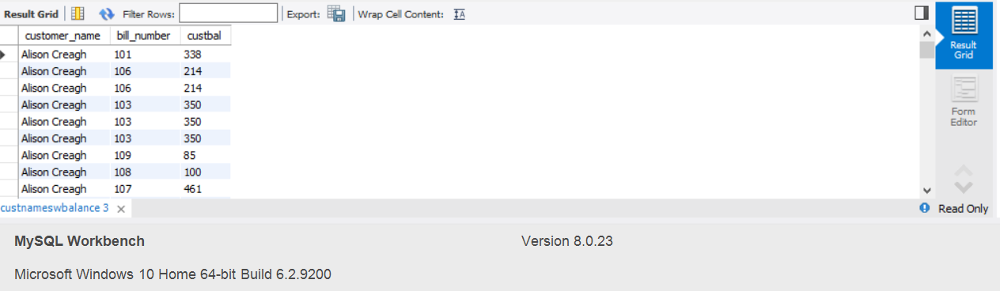 Result Grid Filter Rows: Export: Wrap Cell Content: IA
customer_name bill_number custbal
Alison Creagh 101 338
Alison Creagh 106 214
Alison Creagh 106 214
Alison Creagh 103 350
Alison Creagh 103 350
Alison Creagh 103 350
Alison Creagh 109 85
Alison Creagh 108 100
Alison Creagh 107 461
Result
Grid
Form
Editor
custnameswbalance 3 Read Only
MySQL Workbench Version 8.0.23
Microsoft Windows 10 Home 64-bit Build 6.2.9200